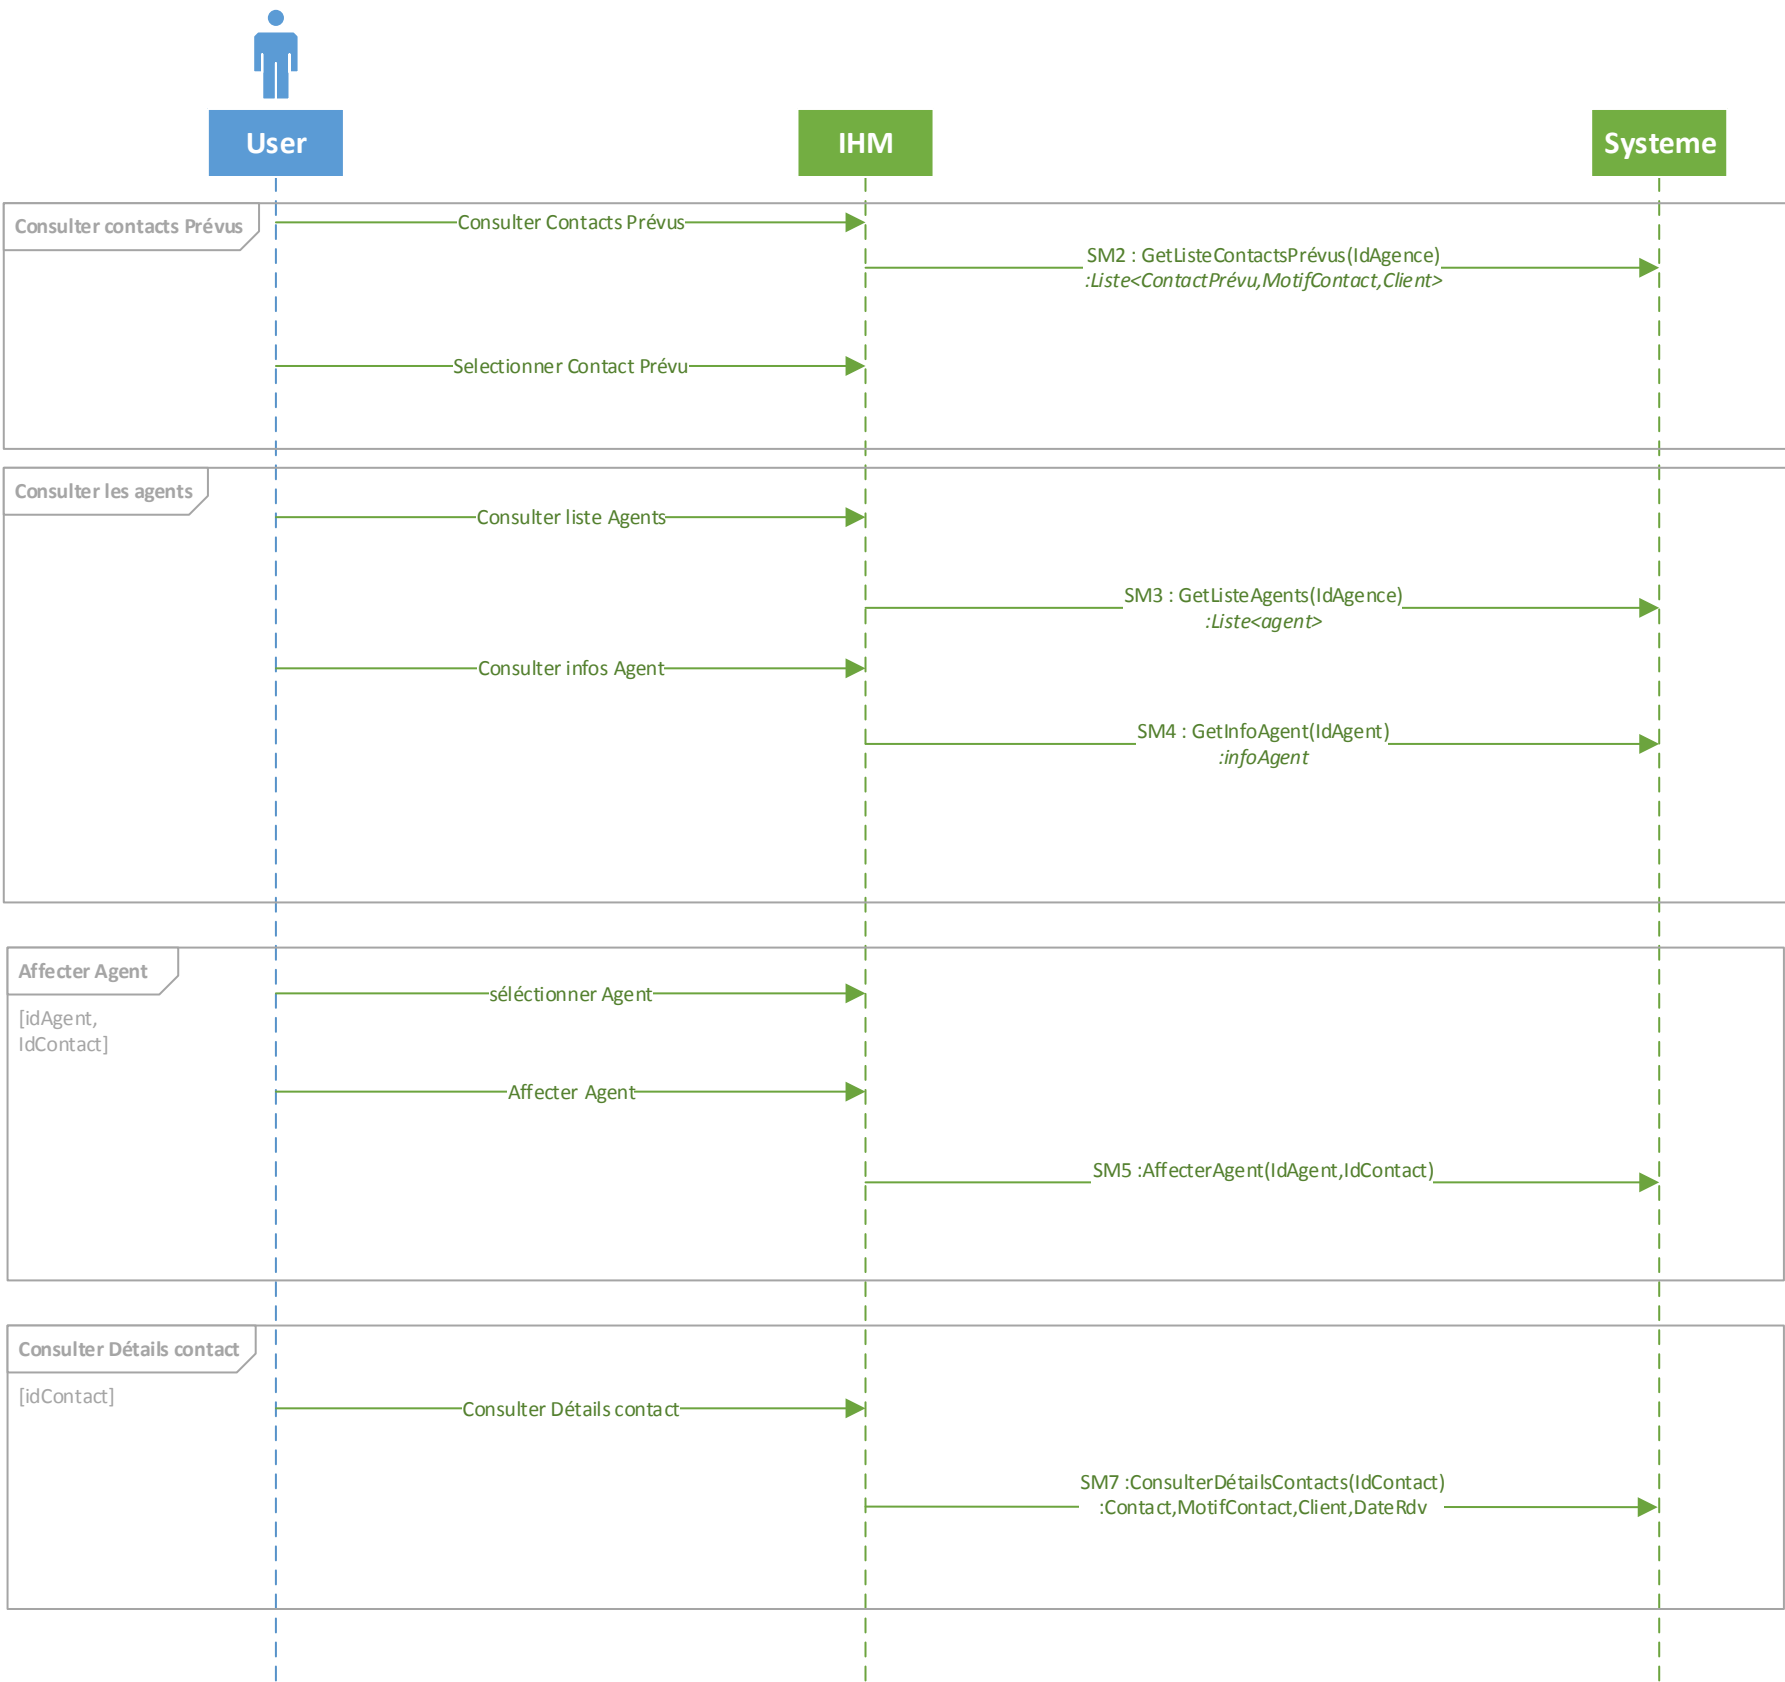 User
IHM
Systeme
Consulter contacts Prévus
Consulter Contacts Prévus
SM2 : GetListeContactsPrévus(IdAgence)
:Liste<ContactPrévu,MotifContact,Client>
Selectionner Contact Prévu
Consulter les agents
Consulter liste Agents
SM3 : GetListeAgents(IdAgence)
:Liste<agent>
Consulter infos Agent
SM4 : GetInfoAgent(IdAgent)
:infoAgent
Affecter Agent
séléctionner Agent
[idAgent,
IdContact]
Affecter Agent
SM5 :AffecterAgent(IdAgent,IdContact)
Consulter Détails contact
[idContact]
Consulter Détails contact
SM7 :ConsulterDétailsContacts(IdContact)
:Contact,MotifContact,Client,DateRdv